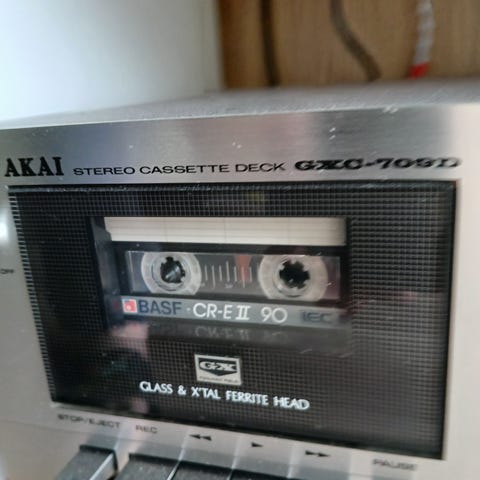 AKAI STEREO CASSETTE DECK GXC-709D
OFF
BASF CR-E II 90 IEC
GX
GLASS & X'TAL FERRITE HEAD
STOP/EJECT REC ◀◀ ▶ ▶▶ PAUSE